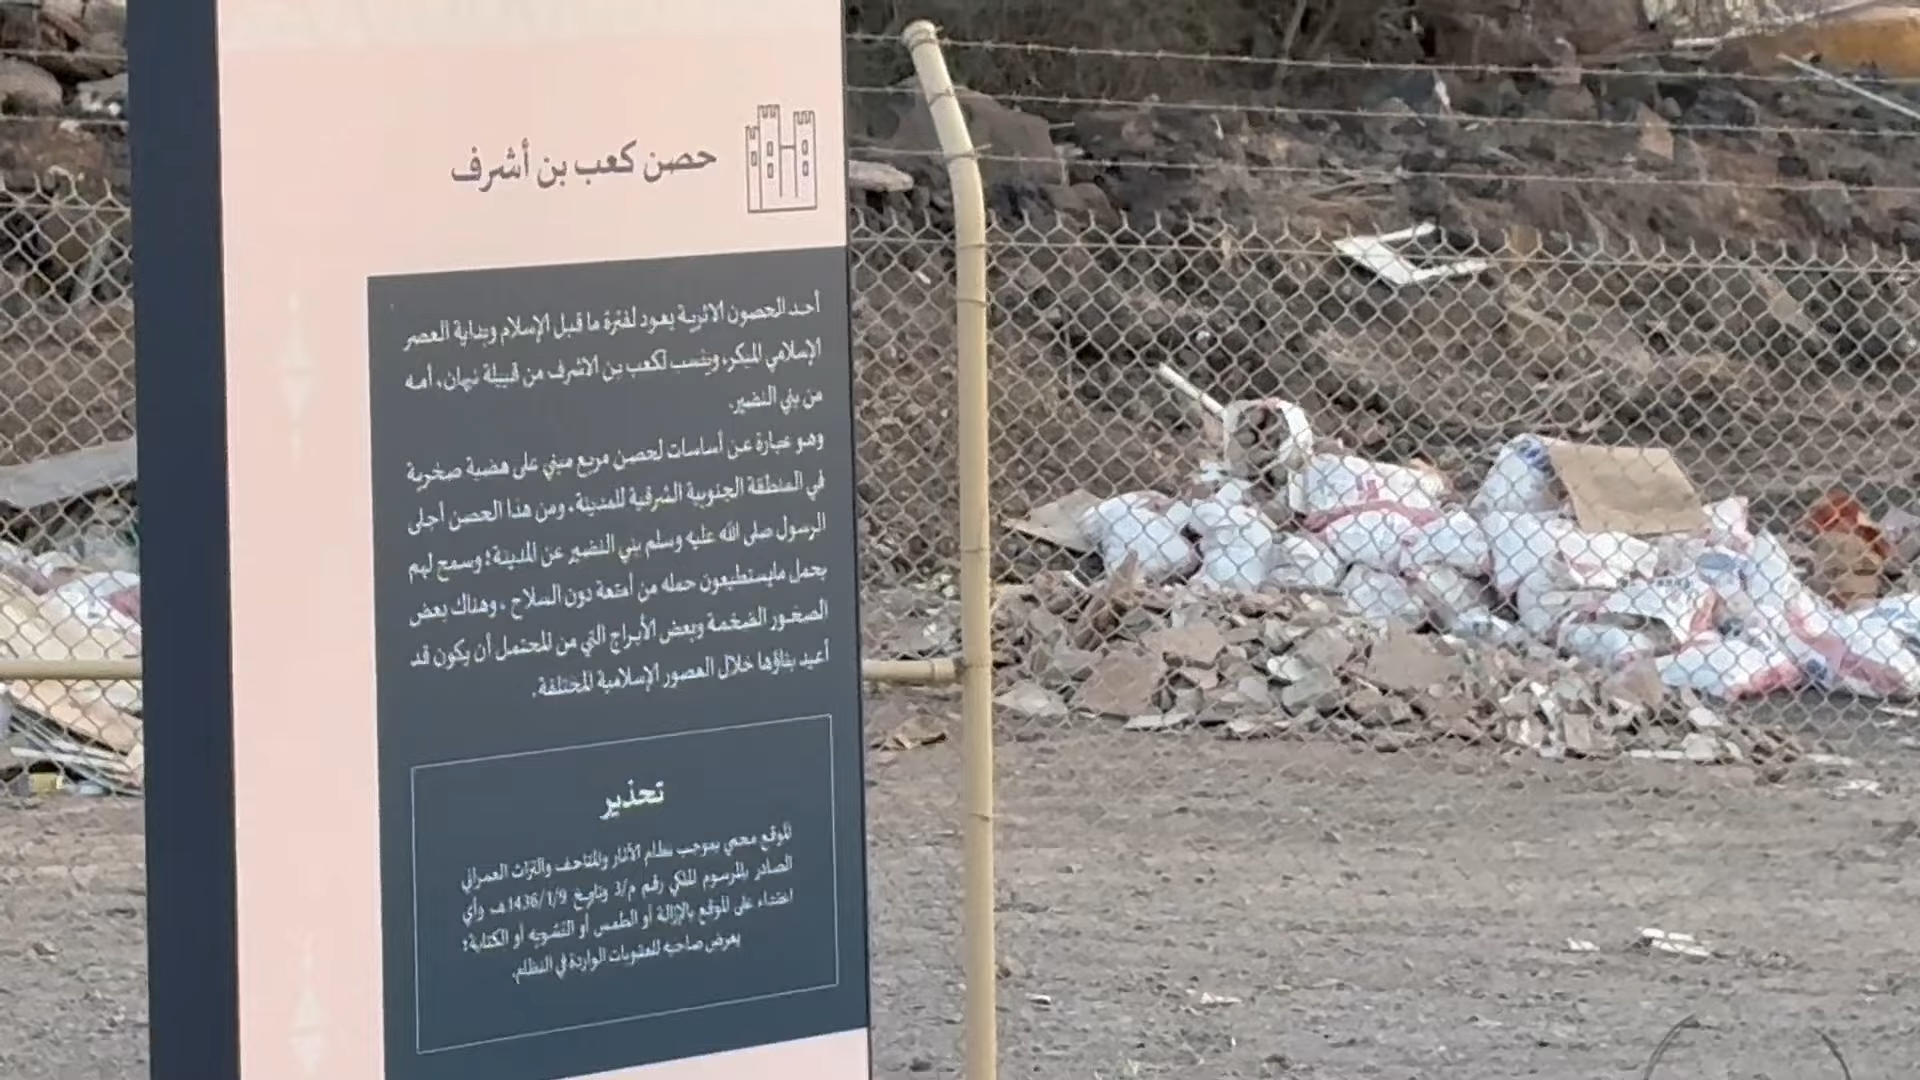 حصن كعب بن أشرف
أحد الحصون الاثرية يعود لفترة ما قبل الإسلام وبداية العصر
الإسلامي المبكر، وينسب لكعب بن الاشرف من قبيلة نبهان، أمه
من بني النضير.
وهو عبارة عن أساسات لحصن مربع مبني على هضبة صخرية
في المنطقة الجنوبية الشرقية للمدينة، ومن هذا الحصن أجلى
الرسول صلى الله عليه وسلم بني النضير عن المدينة؛ وسمح لهم
بحمل مايستطيعون حمله من أمتعة دون السلاح ، وهناك بعض
الصخور الضخمة وبعض الأبراج التي من المحتمل أن يكون قد
أعيد بناؤها خلال العصور الإسلامية المختلفة.
تحذير
الموقع محمي بموجب نظام الآثار والمتاحف والتراث العمراني
الصادر بالمرسوم الملكي رقم م/3 وتاريخ 1436/1/9هـ وأي
اعتداء على الموقع بالإزالة أو الطمس أو التشويه أو الكتابة؛
يعرض صاحبه للعقوبات الواردة في النظام.